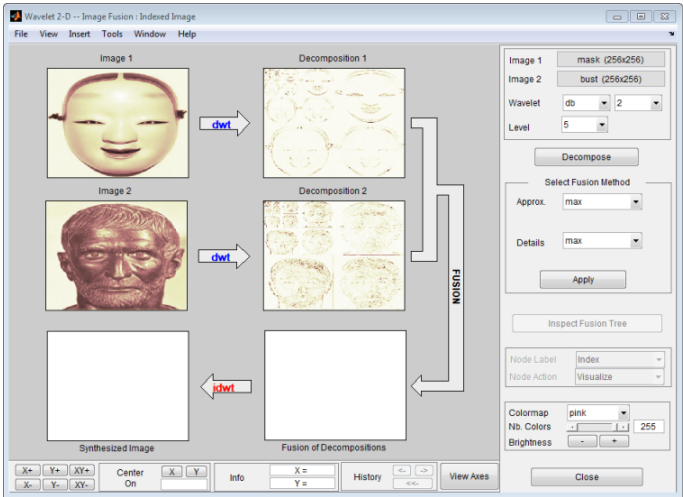 Wavelet 2-D -- Image Fusion : Indexed Image
File View Insert Tools Window Help
Image 1
Decomposition 1
dwt
Image 2
Decomposition 2
dwt
FUSION
idwt
Synthesized Image
Fusion of Decompositions
Image 1 mask (256x256)
Image 2 bust (256x256)
Wavelet db 2
Level 5
Decompose
Select Fusion Method
Approx. max
Details max
Apply
Inspect Fusion Tree
Node Label Index
Node Action Visualize
Colormap pink
Nb. Colors 255
Brightness - +
Close
X+ Y+ XY+
X- Y- XY-
Center
On
X Y
Info
X =
Y =
History
<- ->
<<-
View Axes